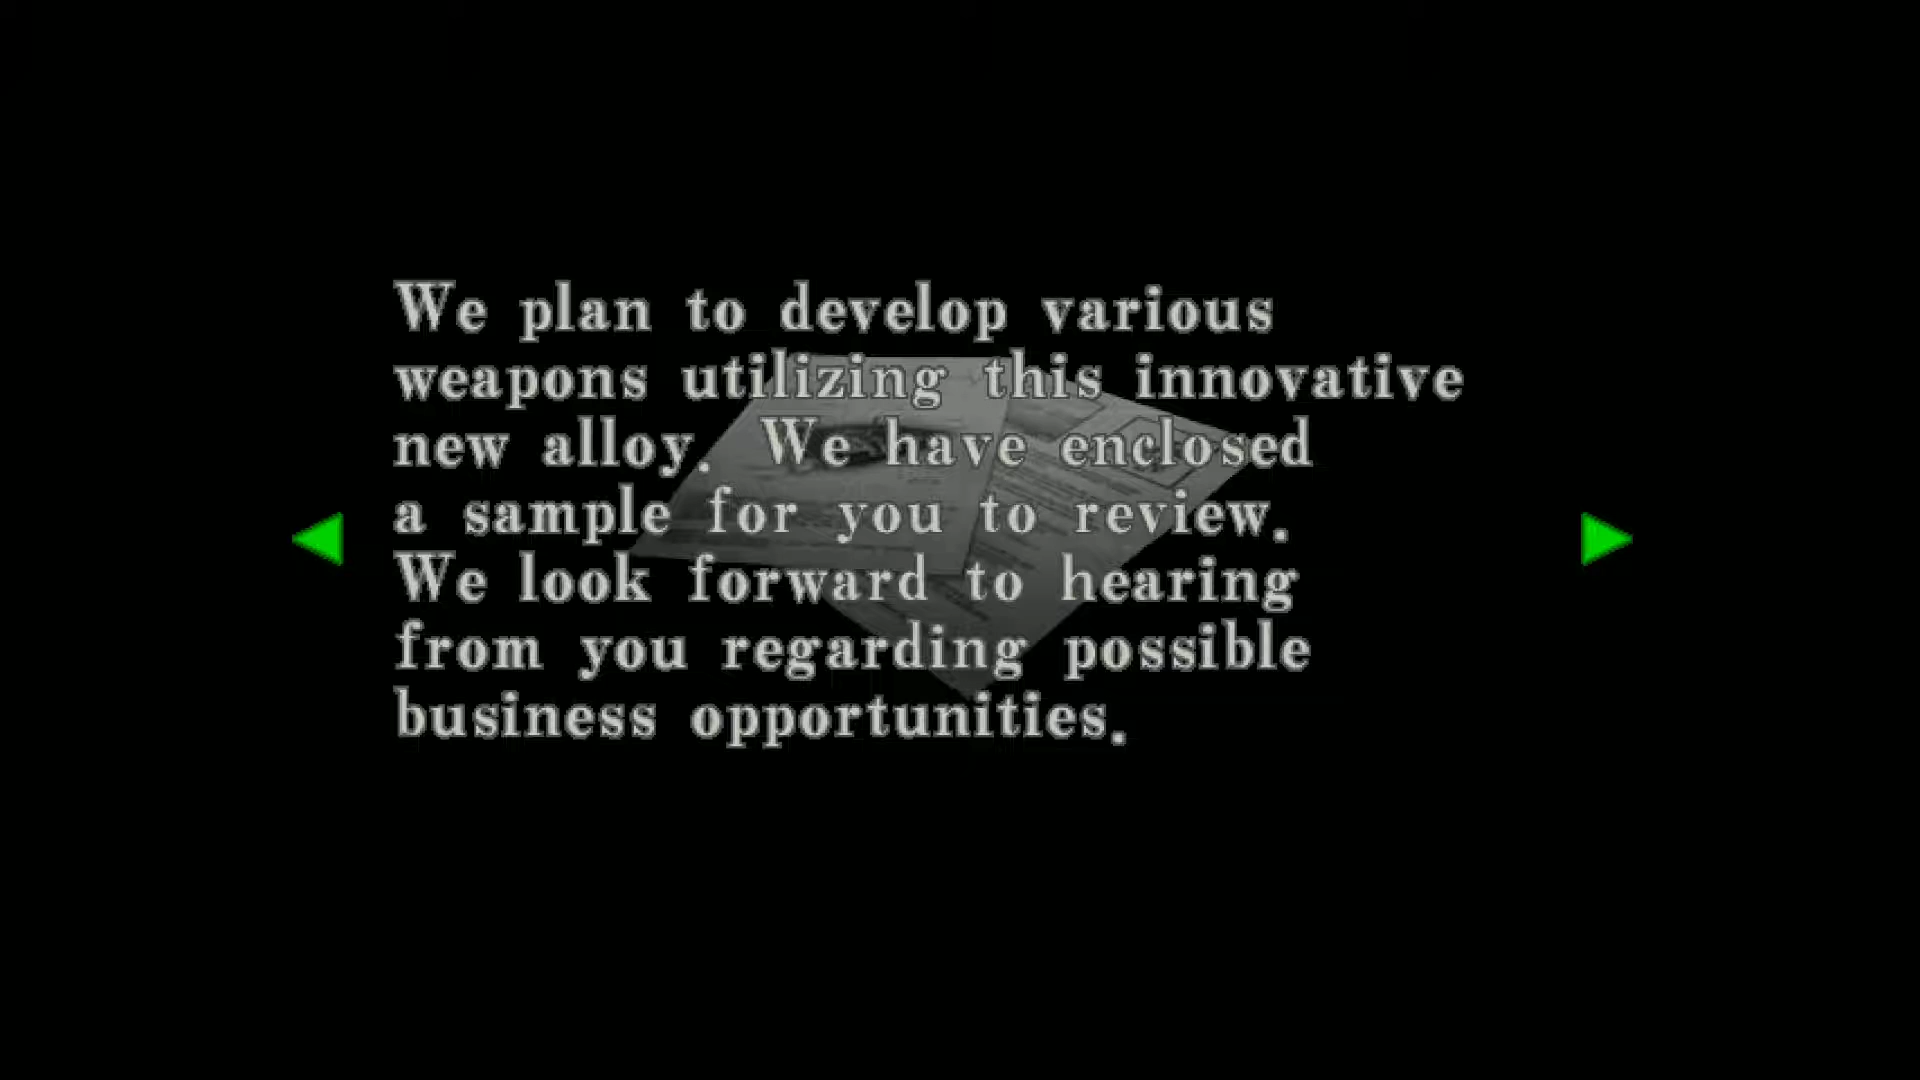 We plan to develop various
weapons utilizing this innovative
new alloy. We have enclosed
a sample for you to review.
We look forward to hearing
from you regarding possible
business opportunities.